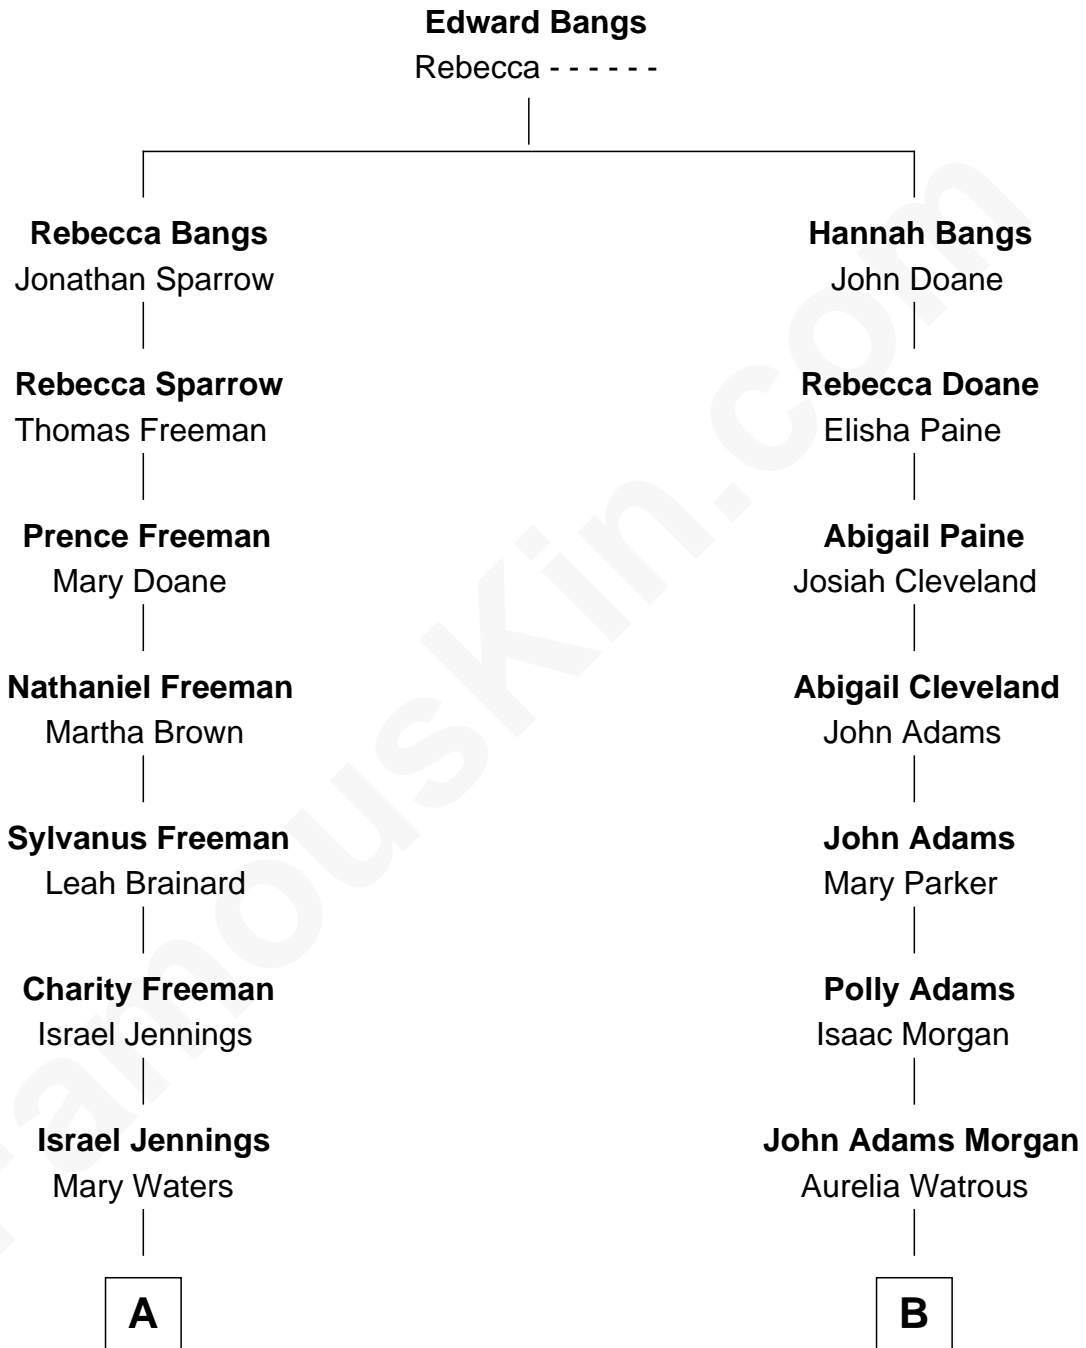 Edward Bangs
Rebecca - - - - - -
Rebecca Bangs
Jonathan Sparrow
Hannah Bangs
John Doane
Rebecca Sparrow
Thomas Freeman
Rebecca Doane
Elisha Paine
Prence Freeman
Mary Doane
Abigail Paine
Josiah Cleveland
Nathaniel Freeman
Martha Brown
Abigail Cleveland
John Adams
Sylvanus Freeman
Leah Brainard
John Adams
Mary Parker
Charity Freeman
Israel Jennings
Polly Adams
Isaac Morgan
Israel Jennings
Mary Waters
John Adams Morgan
Aurelia Watrous
A
B
FamousKin.com